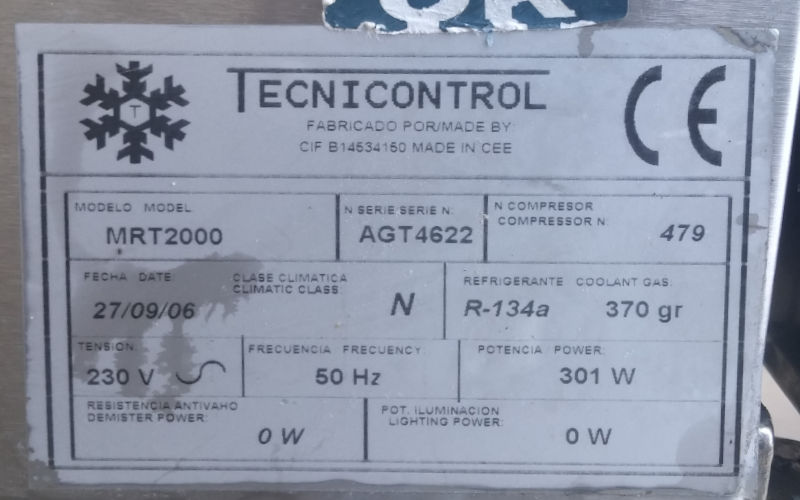 OK
T
TECNICONTROL
FABRICADO POR/MADE BY:
CIF B14534150 MADE IN CEE
CE
MODELO MODEL
MRT2000
N SERIE SERIE N:
AGT4622
N COMPRESOR
COMPRESSOR N:
479
FECHA DATE:
27/09/06
CLASE CLIMATICA
CLIMATIC CLASS:
N
REFRIGERANTE COOLANT GAS:
R-134a 370 gr
TENSION:
230 V
FRECUENCIA FRECUENCY:
50 Hz
POTENCIA POWER:
301 W
RESISTENCIA ANTIVAHO
DEMISTER POWER:
0 W
POT. ILUMINACION
LIGHTING POWER:
0 W